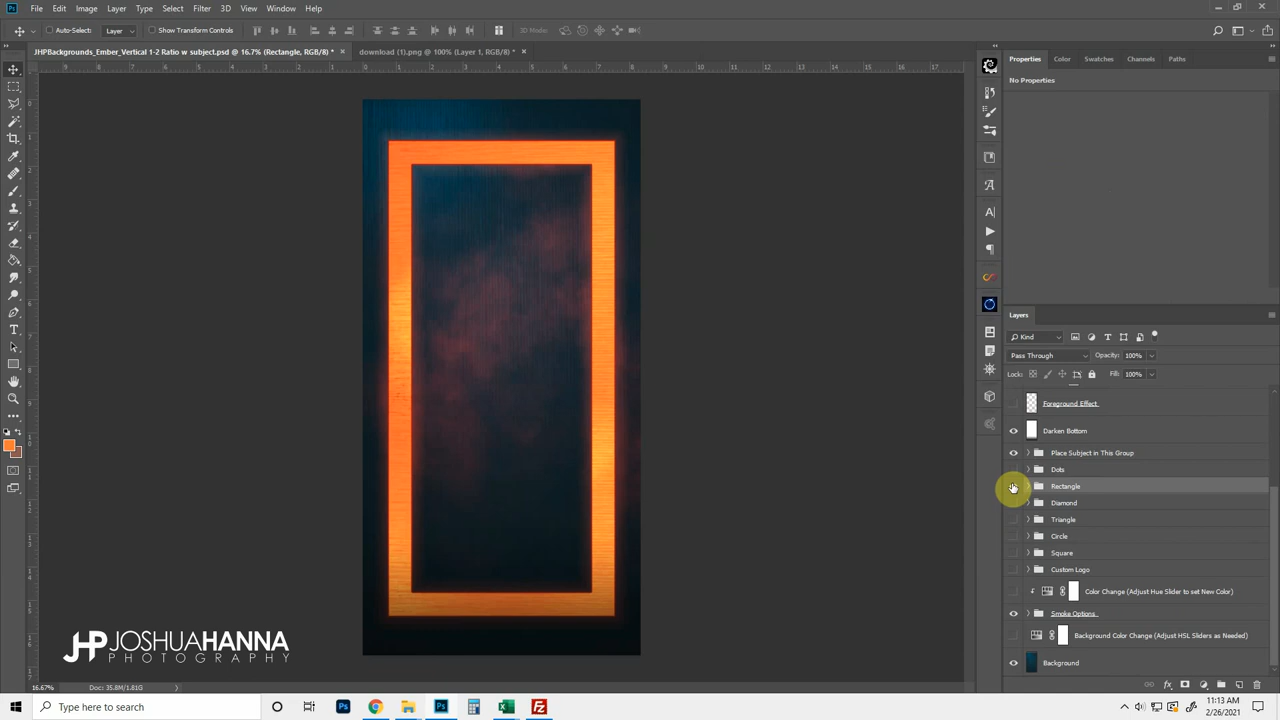 Ps File Edit Image Layer Type Select Filter 3D View Window Help
Auto-Select: Layer Show Transform Controls 3D Mode:
JHPBackgrounds_Ember_Vertical 1-2 Ratio w subject.psd @ 16.7% (Rectangle, RGB/8) * × download (1).png @ 100% (Layer 1, RGB/8) * ×
Properties Color Swatches Channels Paths
No Properties
Layers
Kind
Pass Through Opacity: 100%
Lock: Fill: 100%
Foreground Effect
Darken Bottom
Place Subject in This Group
Dots
Rectangle
Diamond
Triangle
Circle
Square
Custom Logo
Color Change (Adjust Hue Slider to set New Color)
Smoke Options
Background Color Change (Adjust HSL Sliders as Needed)
Background
JHP JOSHUAHANNA
PHOTOGRAPHY
16.67% Doc: 35.8M/1.81G
Type here to search
11:13 AM
2/26/2021